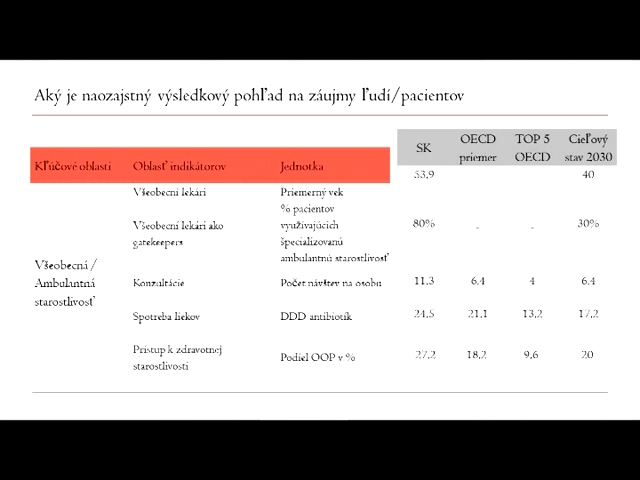 Aký je naozajstný výsledkový pohľad na záujmy ľudí/pacientov
Kľúčové oblasti Oblasť indikátorov Jednotka SK OECD priemer TOP 5 OECD Cieľový stav 2030
Všeobecná /
Ambulantná
starostlivosť
Všeobecní lekári Priemerný vek 53,9 40
Všeobecní lekári ako
gatekeepers
% pacientov
využívajúcich
špecializovanú
ambulantnú starostlivosť
80% - - 30%
Konzultácie Počet návštev na osobu 11,3 6,4 4 6,4
Spotreba liekov DDD antibiotík 24,5 21,1 13,2 17,2
Prístup k zdravotnej
starostlivosti
Podiel OOP v % 27,2 18,2 9,6 20